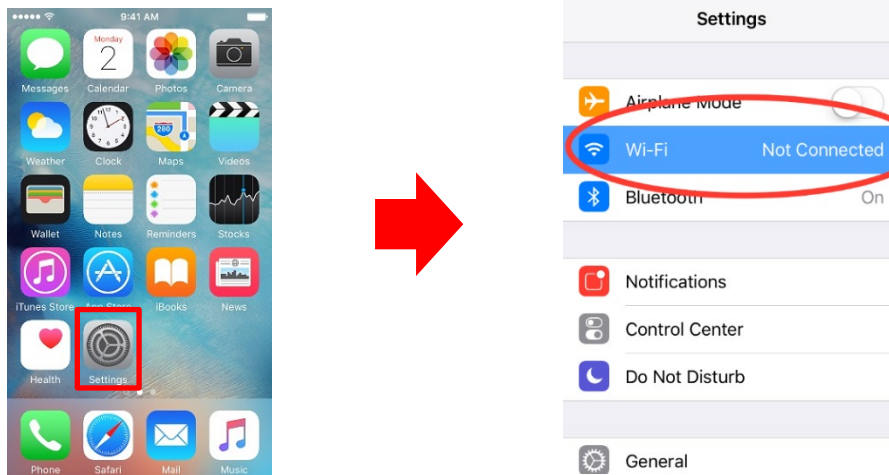 9:41 AM
Monday
2
Messages Calendar Photos Camera
280
Weather Clock Maps Videos
Wallet Notes Reminders Stocks
iTunes Store App Store iBooks News
Health Settings
Phone Safari Mail Music
Settings
Airplane Mode
Wi-Fi Not Connected
Bluetooth On
Notifications
Control Center
Do Not Disturb
General